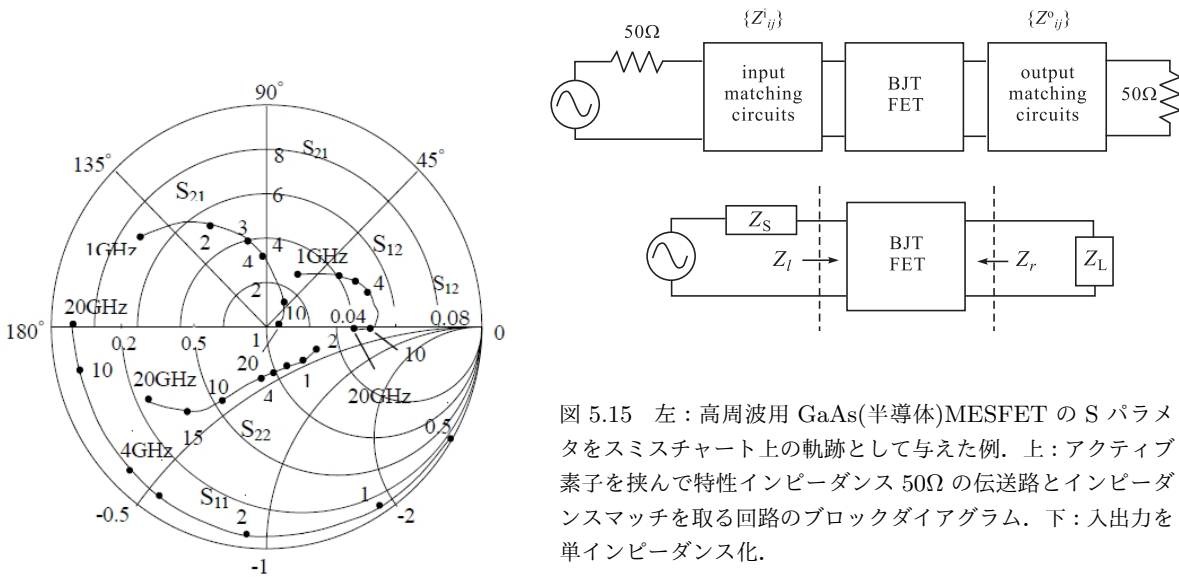 90°
135°
45°
180°
0
S₂₁
8
S₂₁
6
1GHz
2
3
4
4
1GHz
S₁₂
4
S₁₂
2
10
20GHz
0.2
0.5
1
0.04
0.08
2
10
20
4
1
20GHz
10
20GHz
10
15
S₂₂
0.5
4GHz
S₁₁
2
1
-0.5
-1
-2
{Zⁱᵢⱼ}
{Zᵒᵢⱼ}
50Ω
input
matching
circuits
BJT
FET
output
matching
circuits
50Ω
Z_S
Z_l
BJT
FET
Z_r
Z_L
図 5.15 左：高周波用 GaAs(半導体)MESFET の S パラメ
タをスミスチャート上の軌跡として与えた例．上：アクティブ
素子を挟んで特性インピーダンス 50Ω の伝送路とインピーダ
ンスマッチを取る回路のブロックダイアグラム．下：入出力を
単インピーダンス化．